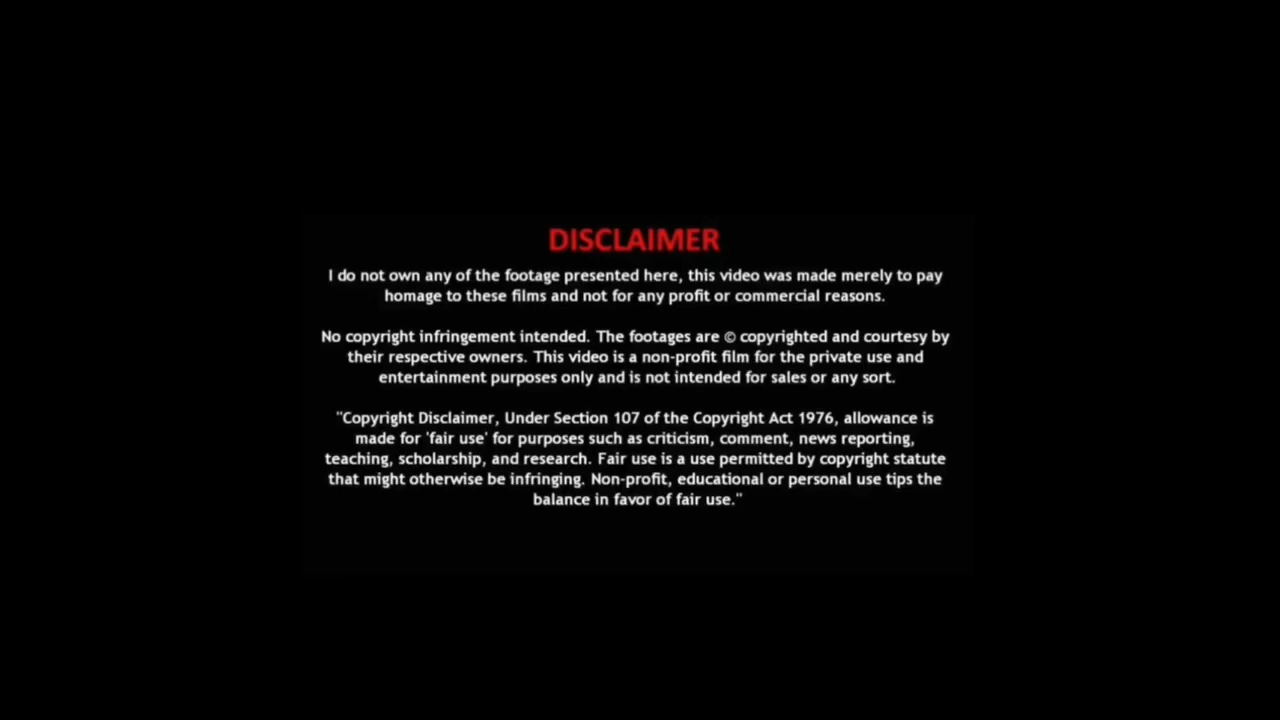 DISCLAIMER
I do not own any of the footage presented here, this video was made merely to pay
homage to these films and not for any profit or commercial reasons.
No copyright infringement intended. The footages are © copyrighted and courtesy by
their respective owners. This video is a non-profit film for the private use and
entertainment purposes only and is not intended for sales or any sort.
"Copyright Disclaimer, Under Section 107 of the Copyright Act 1976, allowance is
made for 'fair use' for purposes such as criticism, comment, news reporting,
teaching, scholarship, and research. Fair use is a use permitted by copyright statute
that might otherwise be infringing. Non-profit, educational or personal use tips the
balance in favor of fair use."